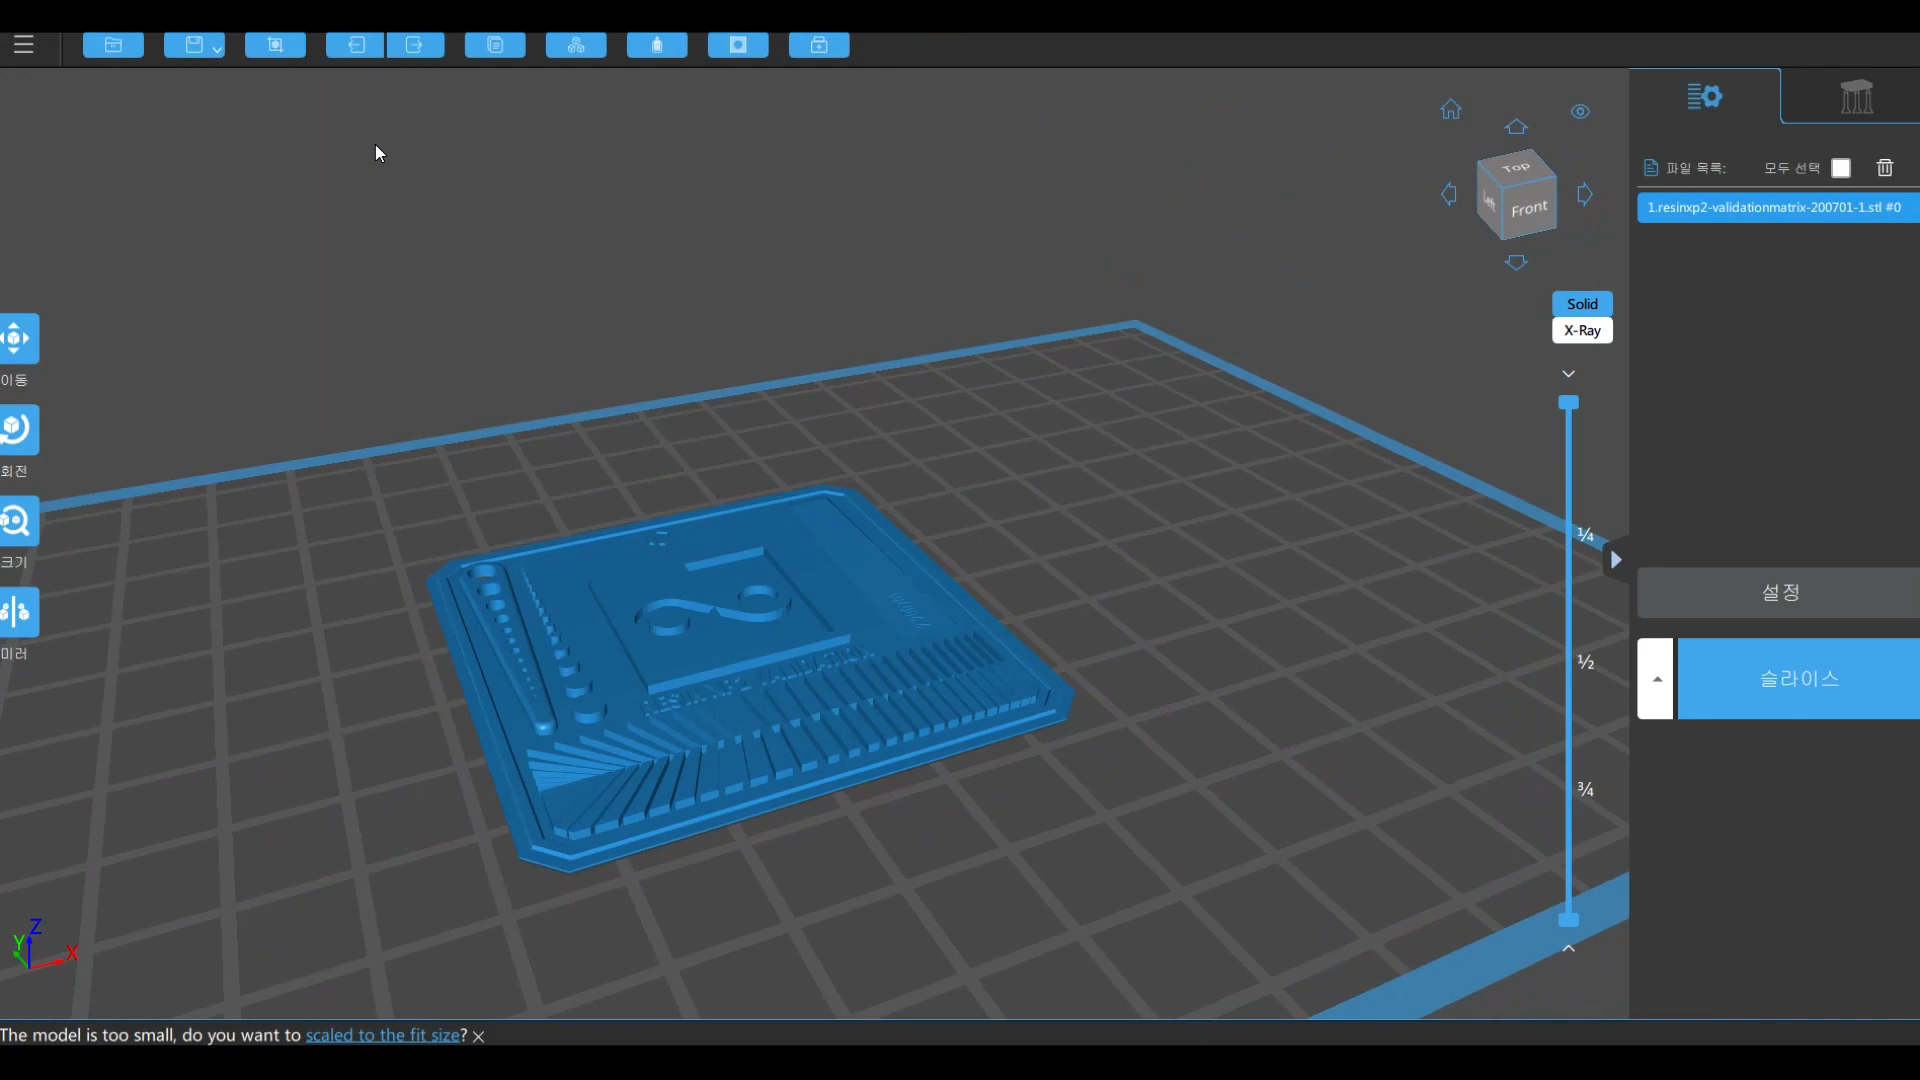 파일 목록:
모두 선택
1.resinxp2-validationmatrix-200701-1.stl #0
Top
Left
Front
Solid
X-Ray
이동
회전
크기
미러
¼
½
¾
설정
슬라이스
Z
Y
X
The model is too small, do you want to scaled to the fit size?